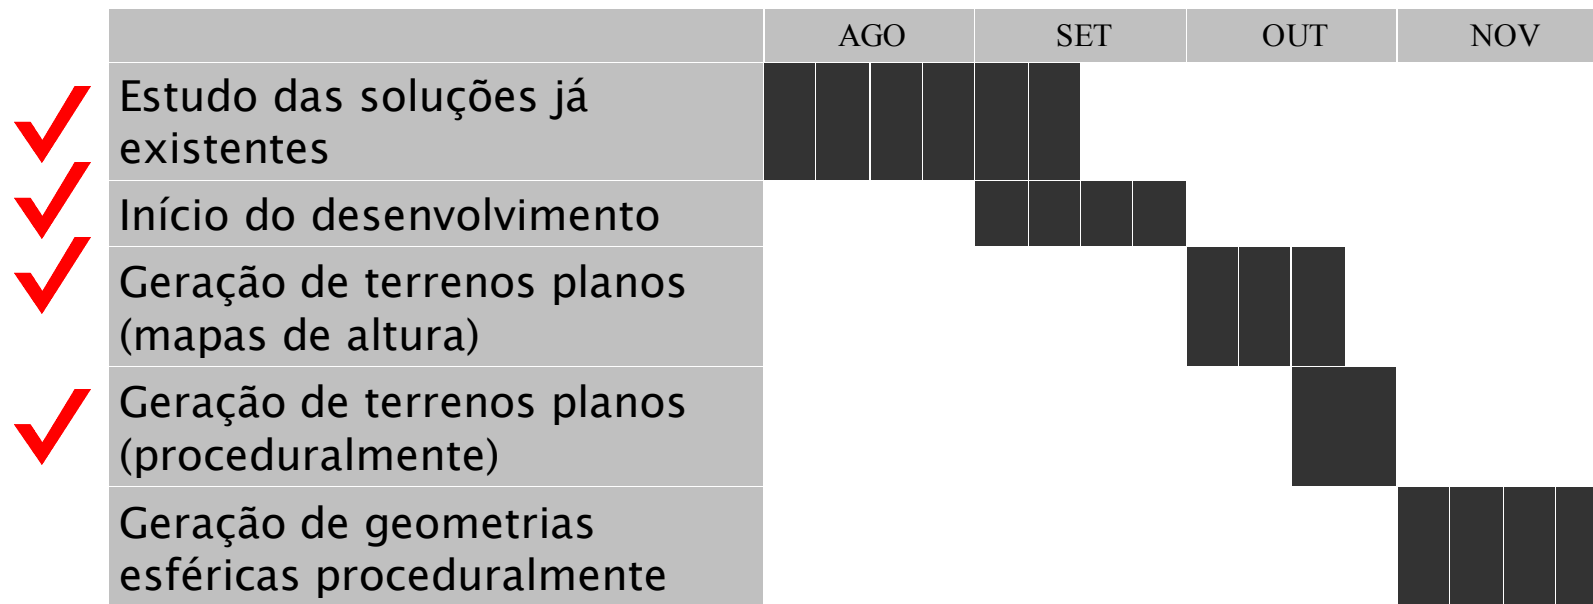 AGO SET OUT NOV
Estudo das soluções já
existentes
Início do desenvolvimento
Geração de terrenos planos
(mapas de altura)
Geração de terrenos planos
(proceduralmente)
Geração de geometrias
esféricas proceduralmente